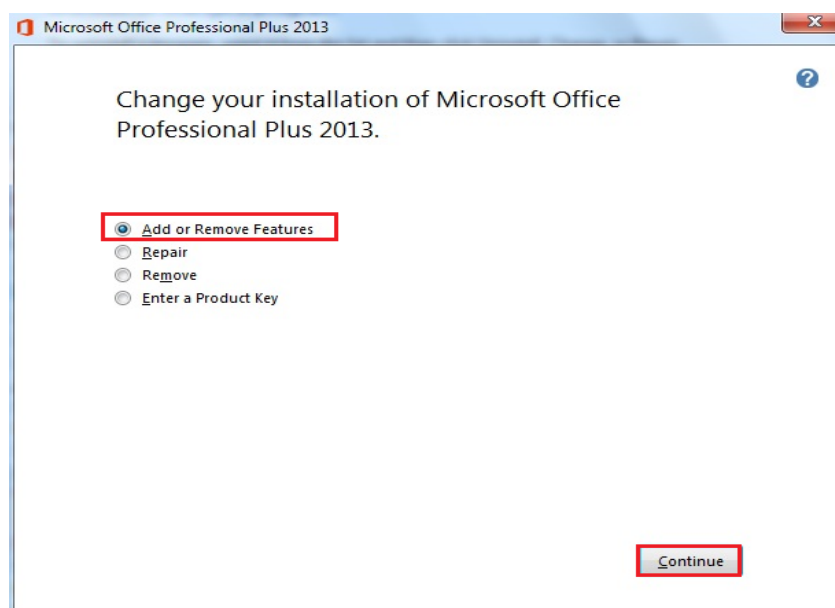 Microsoft Office Professional Plus 2013
Change your installation of Microsoft Office
Professional Plus 2013.
Add or Remove Features
Repair
Remove
Enter a Product Key
Continue